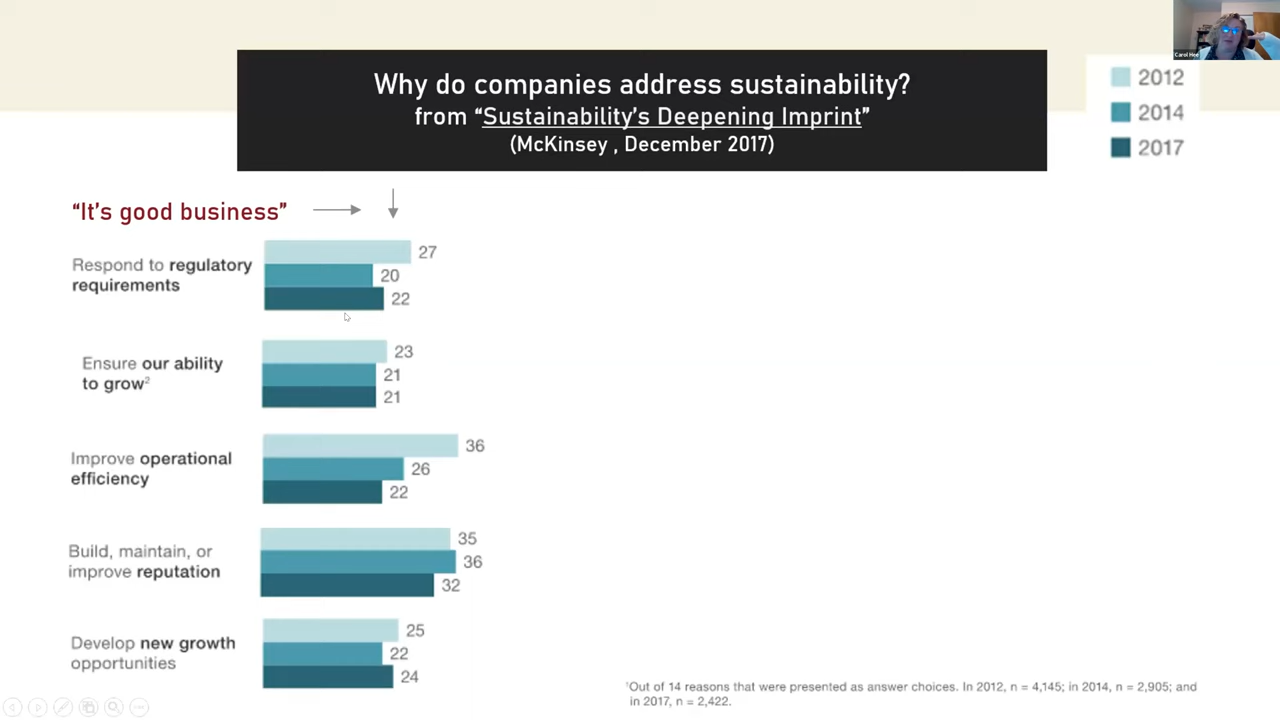 Why do companies address sustainability?
from “Sustainability’s Deepening Imprint”
(McKinsey , December 2017)
Carol Hee
2012
2014
2017
“It’s good business”
Respond to regulatory
requirements
27
20
22
Ensure our ability
to grow²
23
21
21
Improve operational
efficiency
36
26
22
Build, maintain, or
improve reputation
35
36
32
Develop new growth
opportunities
25
22
24
¹Out of 14 reasons that were presented as answer choices. In 2012, n = 4,145; in 2014, n = 2,905; and
in 2017, n = 2,422.